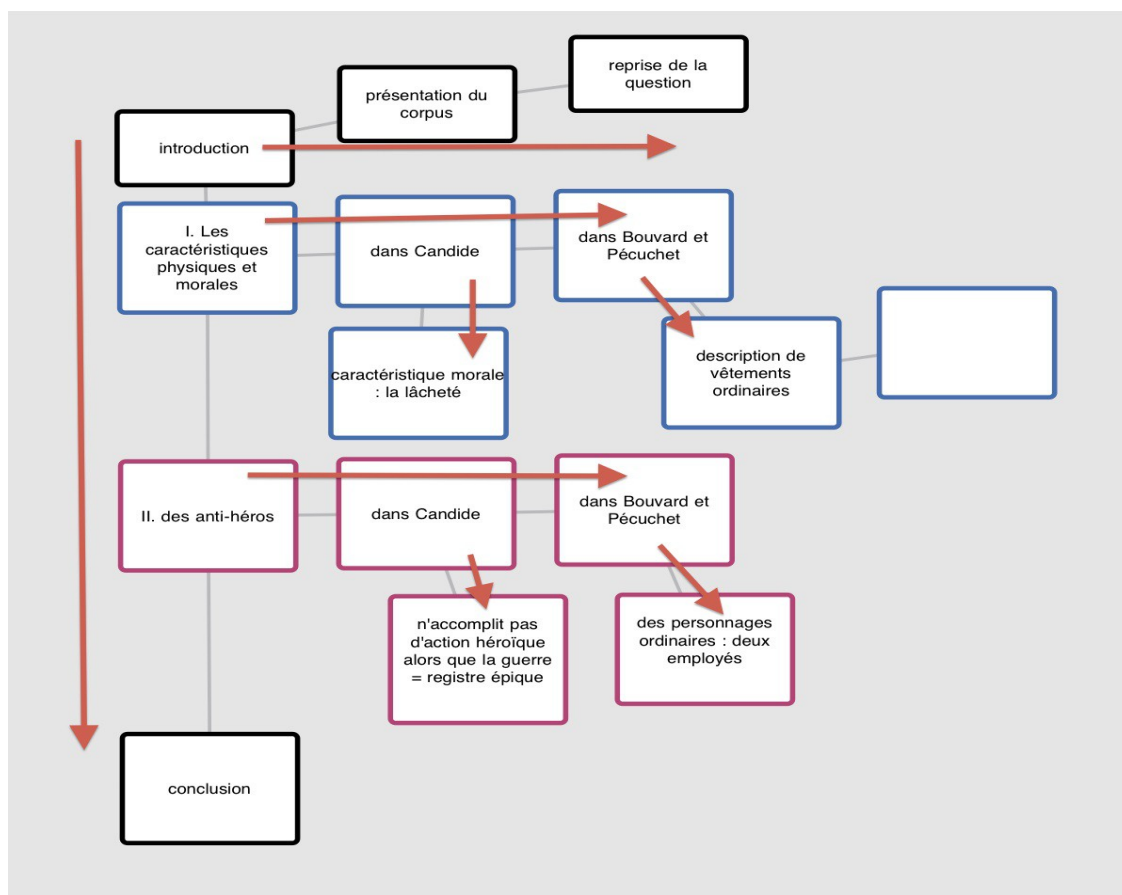 introduction
présentation du
corpus
reprise de la
question
I. Les
caractéristiques
physiques et
morales
dans Candide
dans Bouvard et
Pécuchet
caractéristique morale
: la lâcheté
description de
vêtements
ordinaires
II. des anti-héros
dans Candide
dans Bouvard et
Pécuchet
n'accomplit pas
d'action héroïque
alors que la guerre
= registre épique
des personnages
ordinaires : deux
employés
conclusion